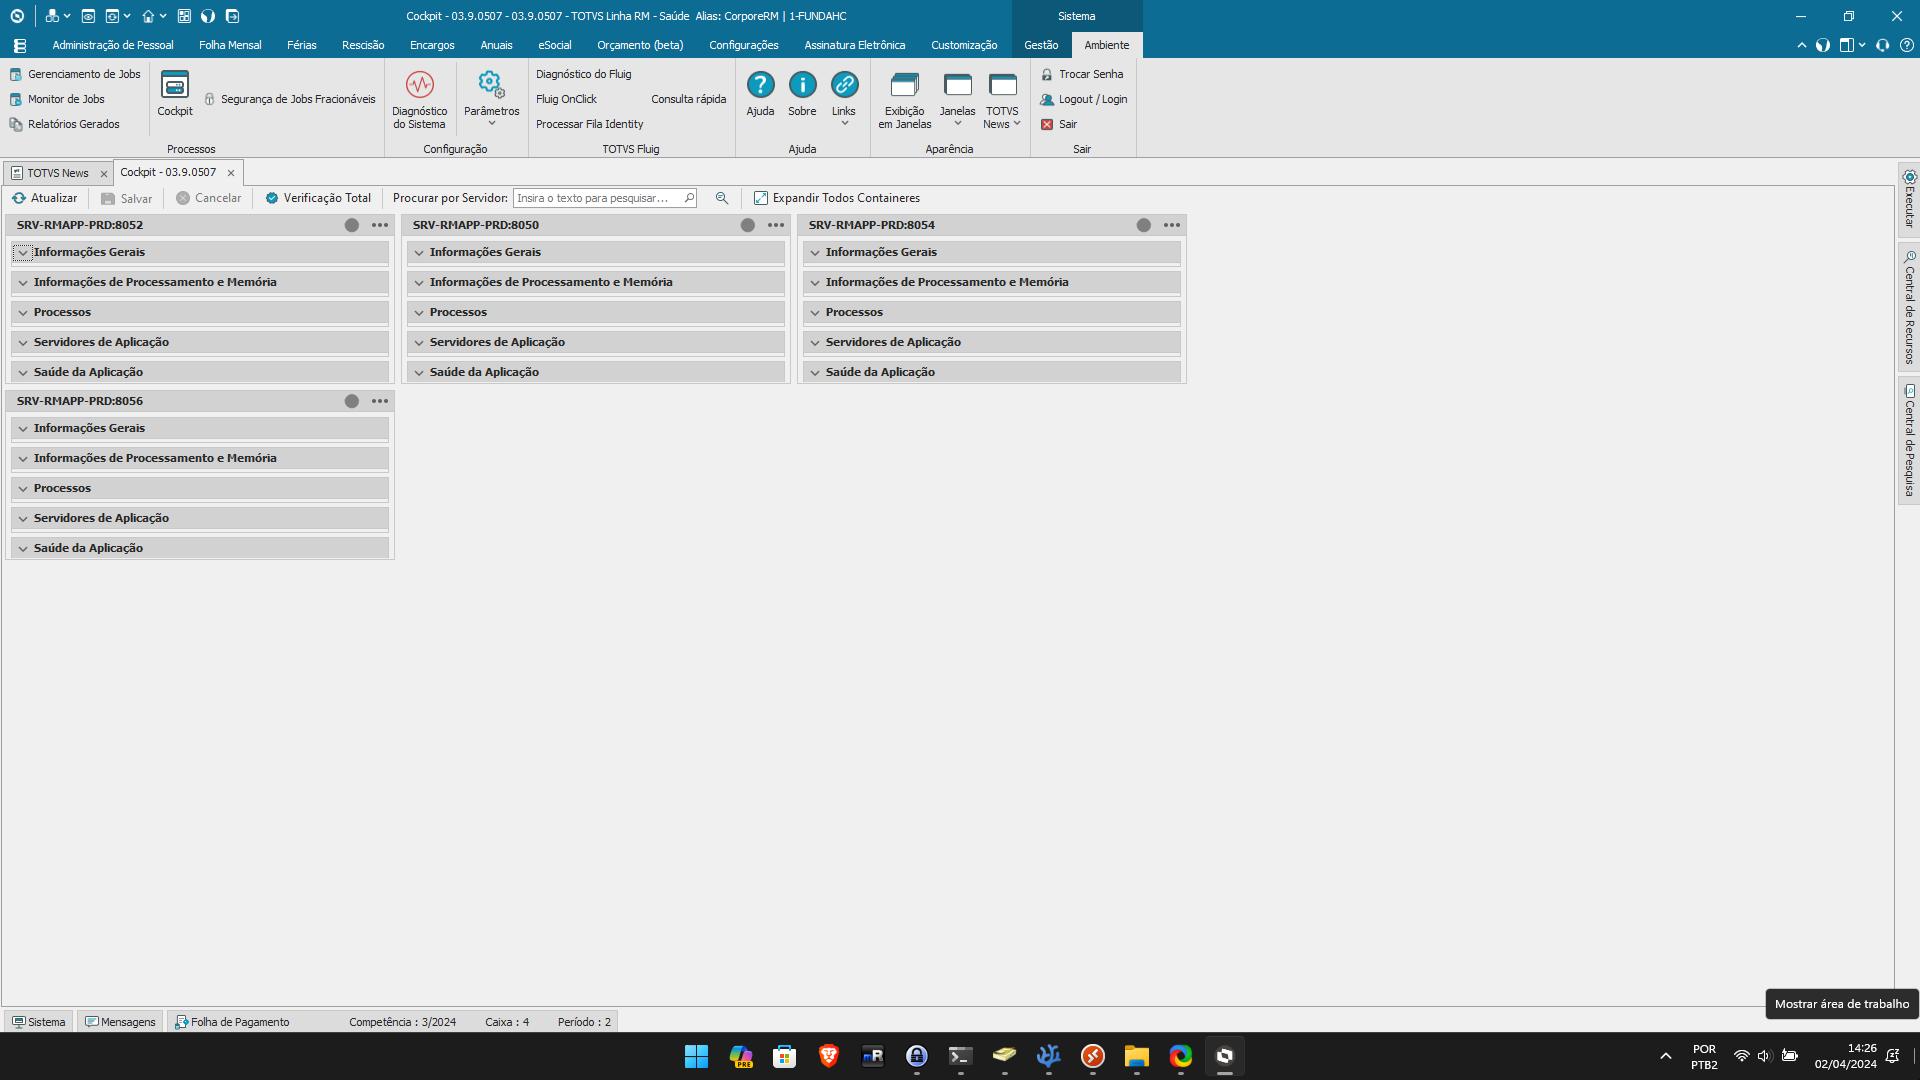 Cockpit - 03.9.0507 - 03.9.0507 - TOTVS Linha RM - Saúde  Alias: CorporeRM | 1-FUNDAHC
Sistema
Administração de Pessoal
Folha Mensal
Férias
Rescisão
Encargos
Anuais
eSocial
Orçamento (beta)
Configurações
Assinatura Eletrônica
Customização
Gestão
Ambiente
Gerenciamento de Jobs
Monitor de Jobs
Relatórios Gerados
Cockpit
Segurança de Jobs Fracionáveis
Processos
Diagnóstico
do Sistema
Parâmetros
Configuração
Diagnóstico do Fluig
Fluig OnClick
Consulta rápida
Processar Fila Identity
TOTVS Fluig
Ajuda
Sobre
Links
Ajuda
Exibição
em Janelas
Janelas
TOTVS
News
Aparência
Trocar Senha
Logout / Login
Sair
Sair
TOTVS News
Cockpit - 03.9.0507
Atualizar
Salvar
Cancelar
Verificação Total
Procurar por Servidor:
Insira o texto para pesquisar...
Expandir Todos Containeres
SRV-RMAPP-PRD:8052
Informações Gerais
Informações de Processamento e Memória
Processos
Servidores de Aplicação
Saúde da Aplicação
SRV-RMAPP-PRD:8050
Informações Gerais
Informações de Processamento e Memória
Processos
Servidores de Aplicação
Saúde da Aplicação
SRV-RMAPP-PRD:8054
Informações Gerais
Informações de Processamento e Memória
Processos
Servidores de Aplicação
Saúde da Aplicação
SRV-RMAPP-PRD:8056
Informações Gerais
Informações de Processamento e Memória
Processos
Servidores de Aplicação
Saúde da Aplicação
Executar
Central de Recursos
Central de Pesquisa
Mostrar área de trabalho
Sistema
Mensagens
Folha de Pagamento
Competência : 3/2024
Caixa : 4
Período : 2
PRE
mR
POR
PTB2
14:26
02/04/2024